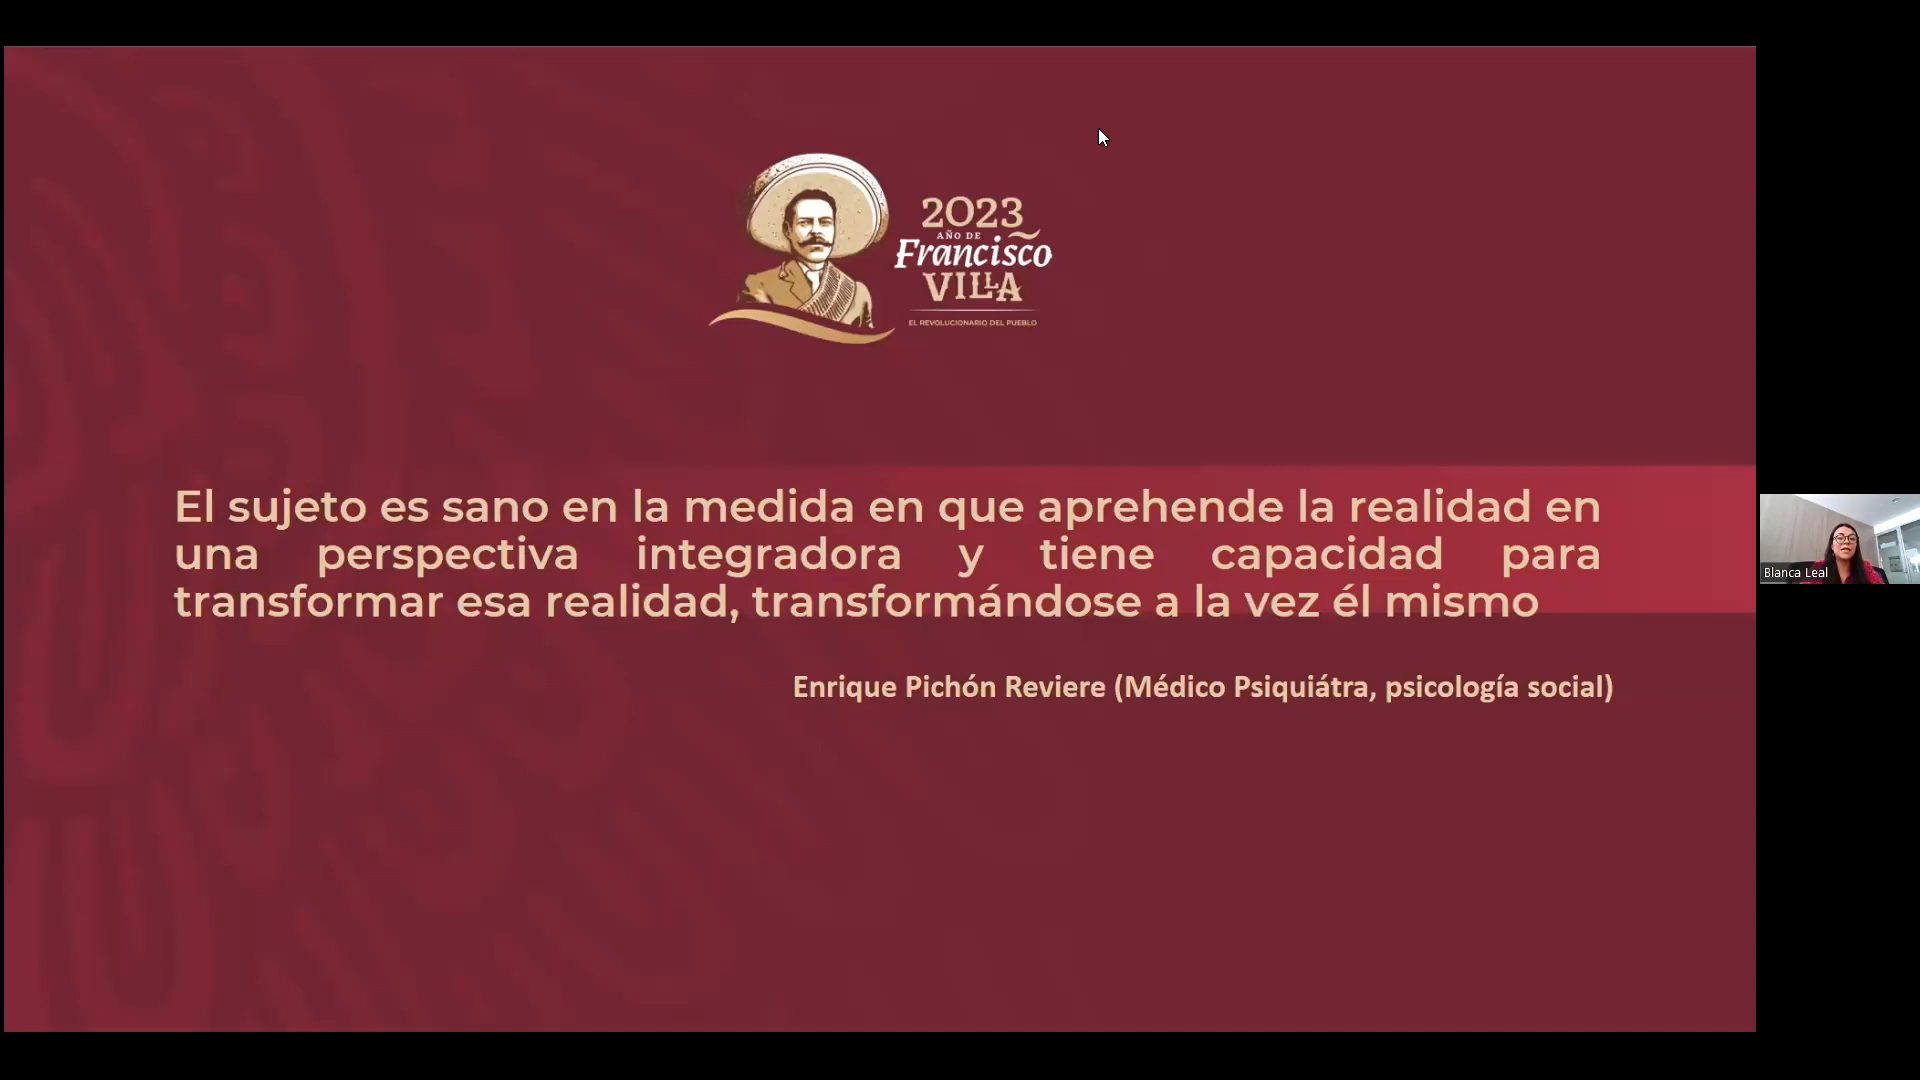 2023
AÑO DE
Francisco
VILLA
EL REVOLUCIONARIO DEL PUEBLO
El sujeto es sano en la medida en que aprehende la realidad en
una perspectiva integradora y tiene capacidad para
transformar esa realidad, transformándose a la vez él mismo
Enrique Pichón Reviere (Médico Psiquiátra, psicología social)
Blanca Leal